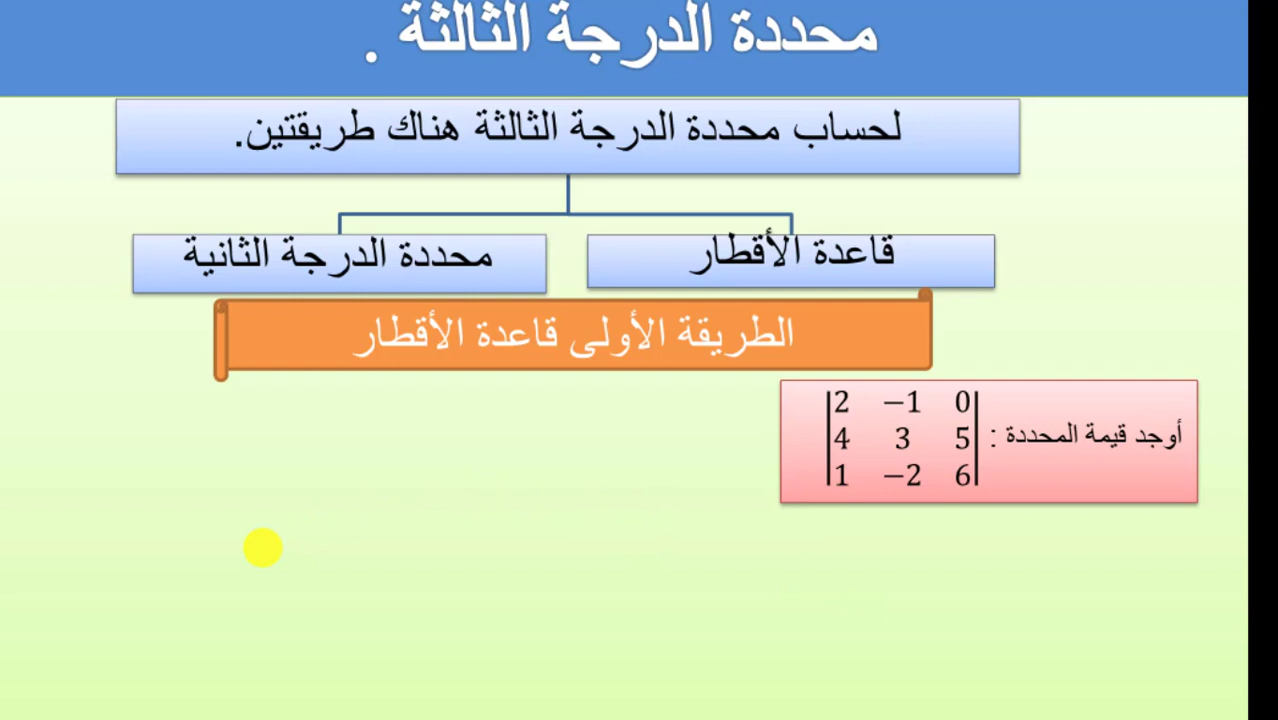 محددة الدرجة الثالثة .
لحساب محددة الدرجة الثالثة هناك طريقتين.
قاعدة الأقطار
محددة الدرجة الثانية
الطريقة الأولى قاعدة الأقطار
أوجد قيمة المحددة :
|2 −1 0|
|4 3 5|
|1 −2 6|